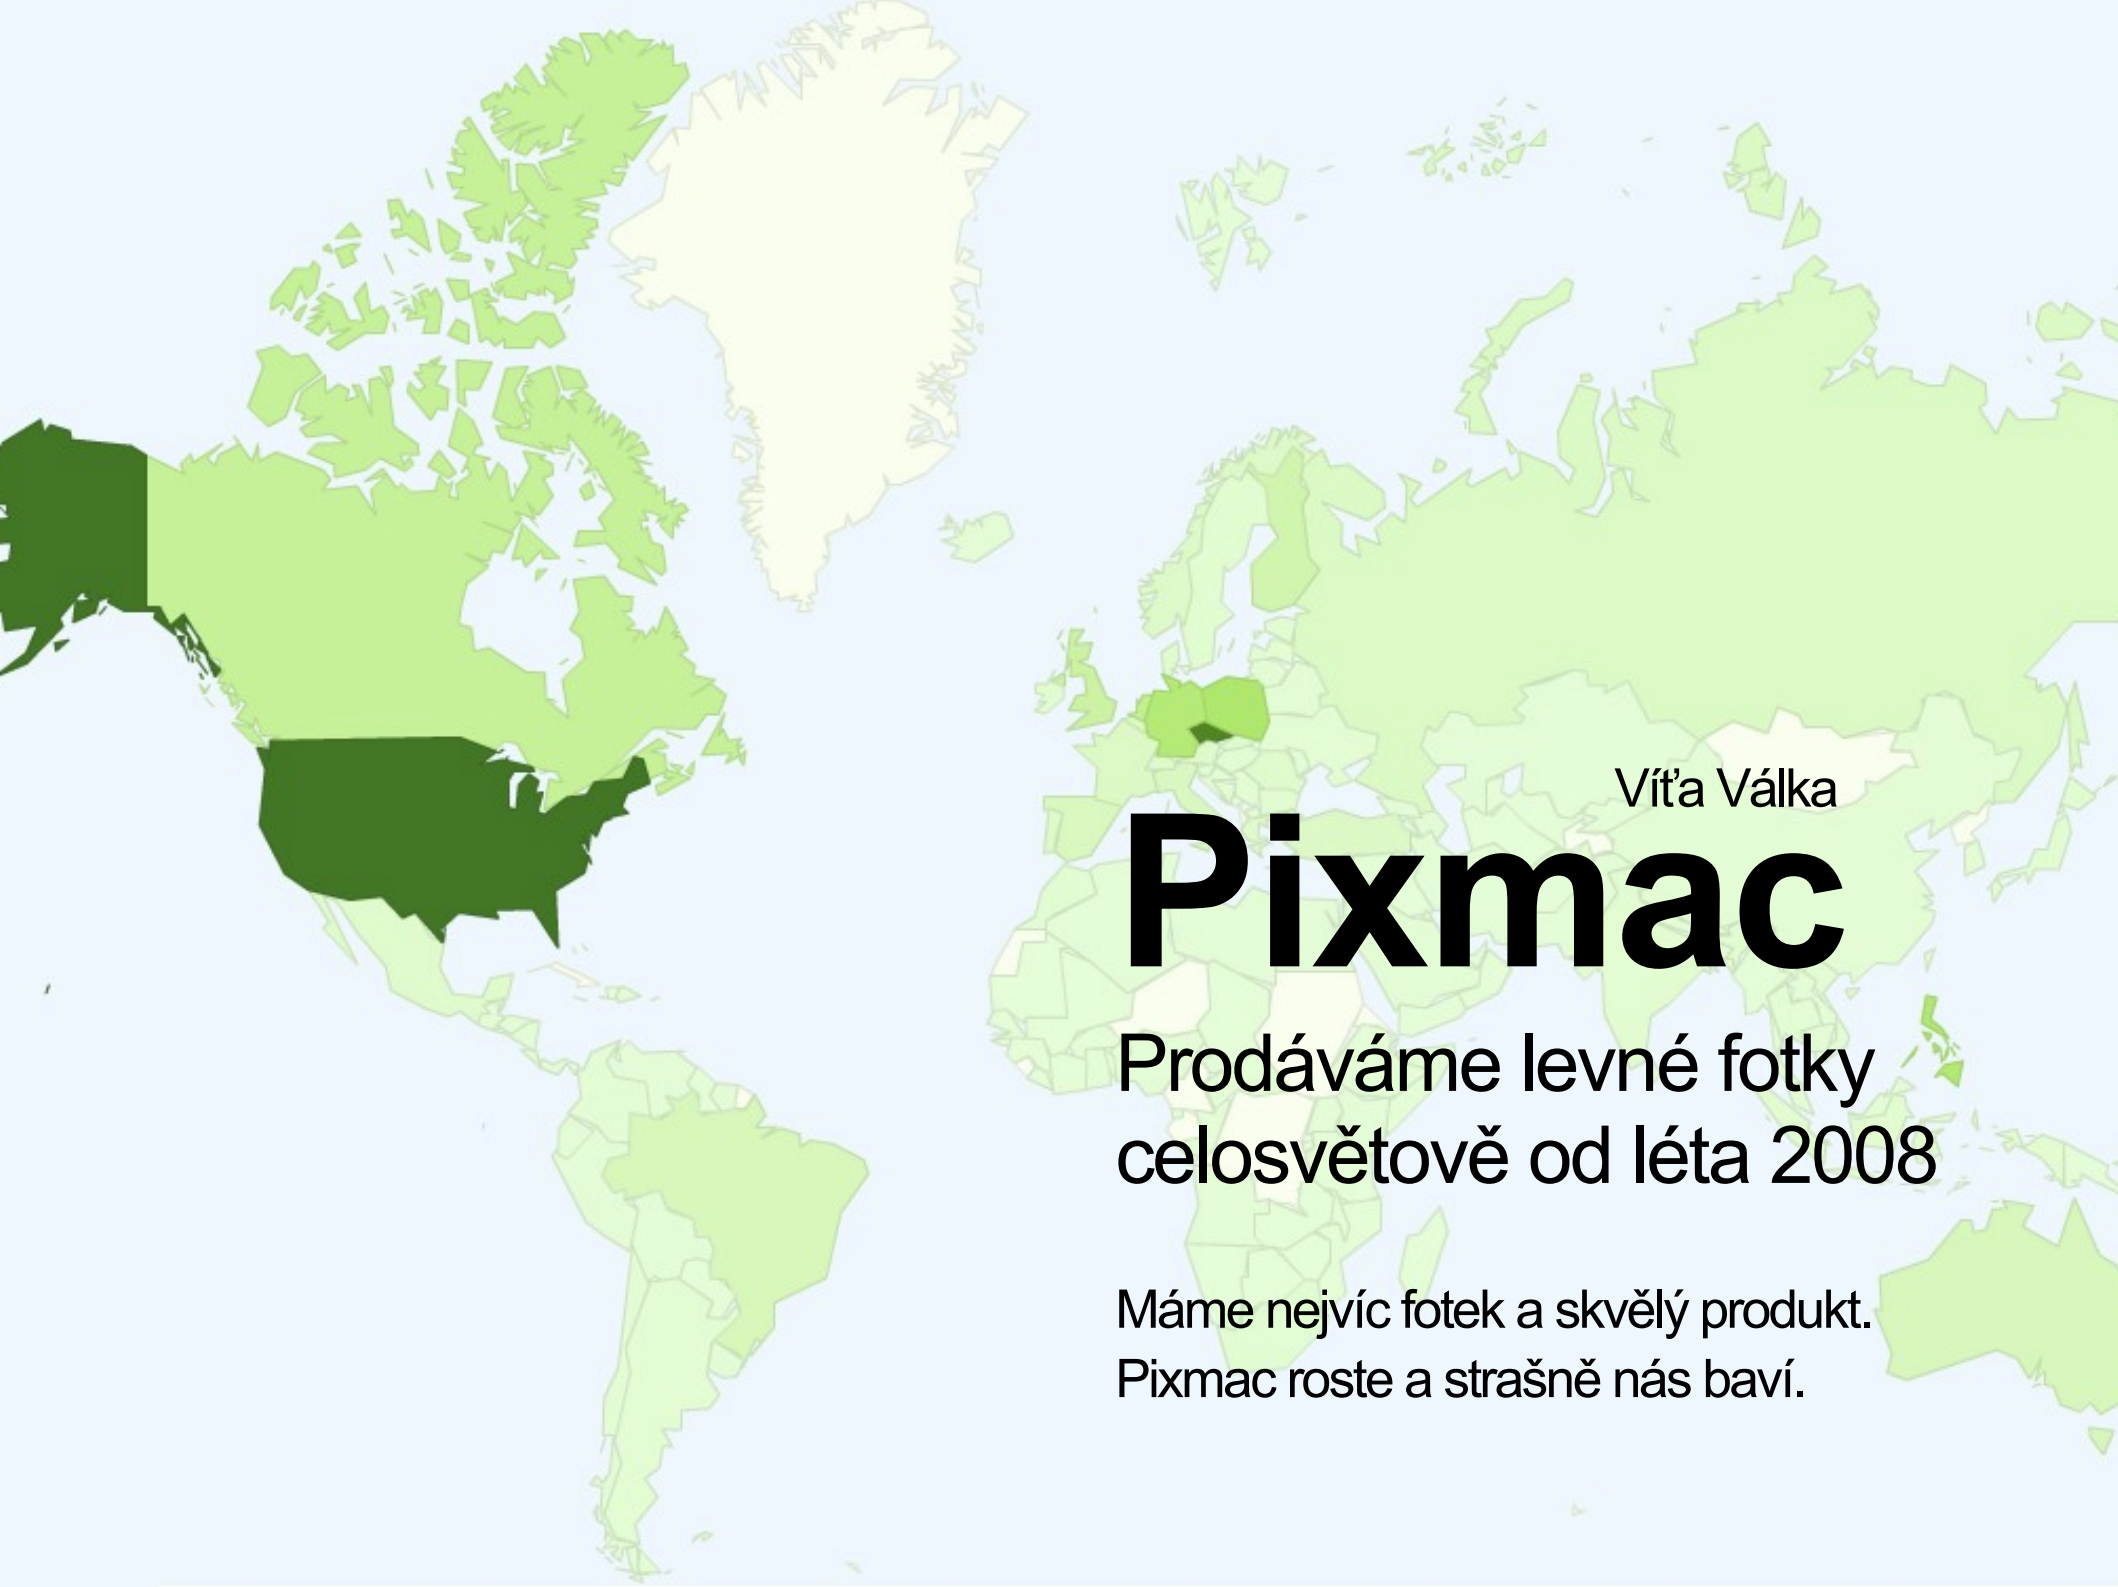 Víťa Válka
Pixmac
Prodáváme levné fotky
celosvětově od léta 2008
Máme nejvíc fotek a skvělý produkt.
Pixmac roste a strašně nás baví.